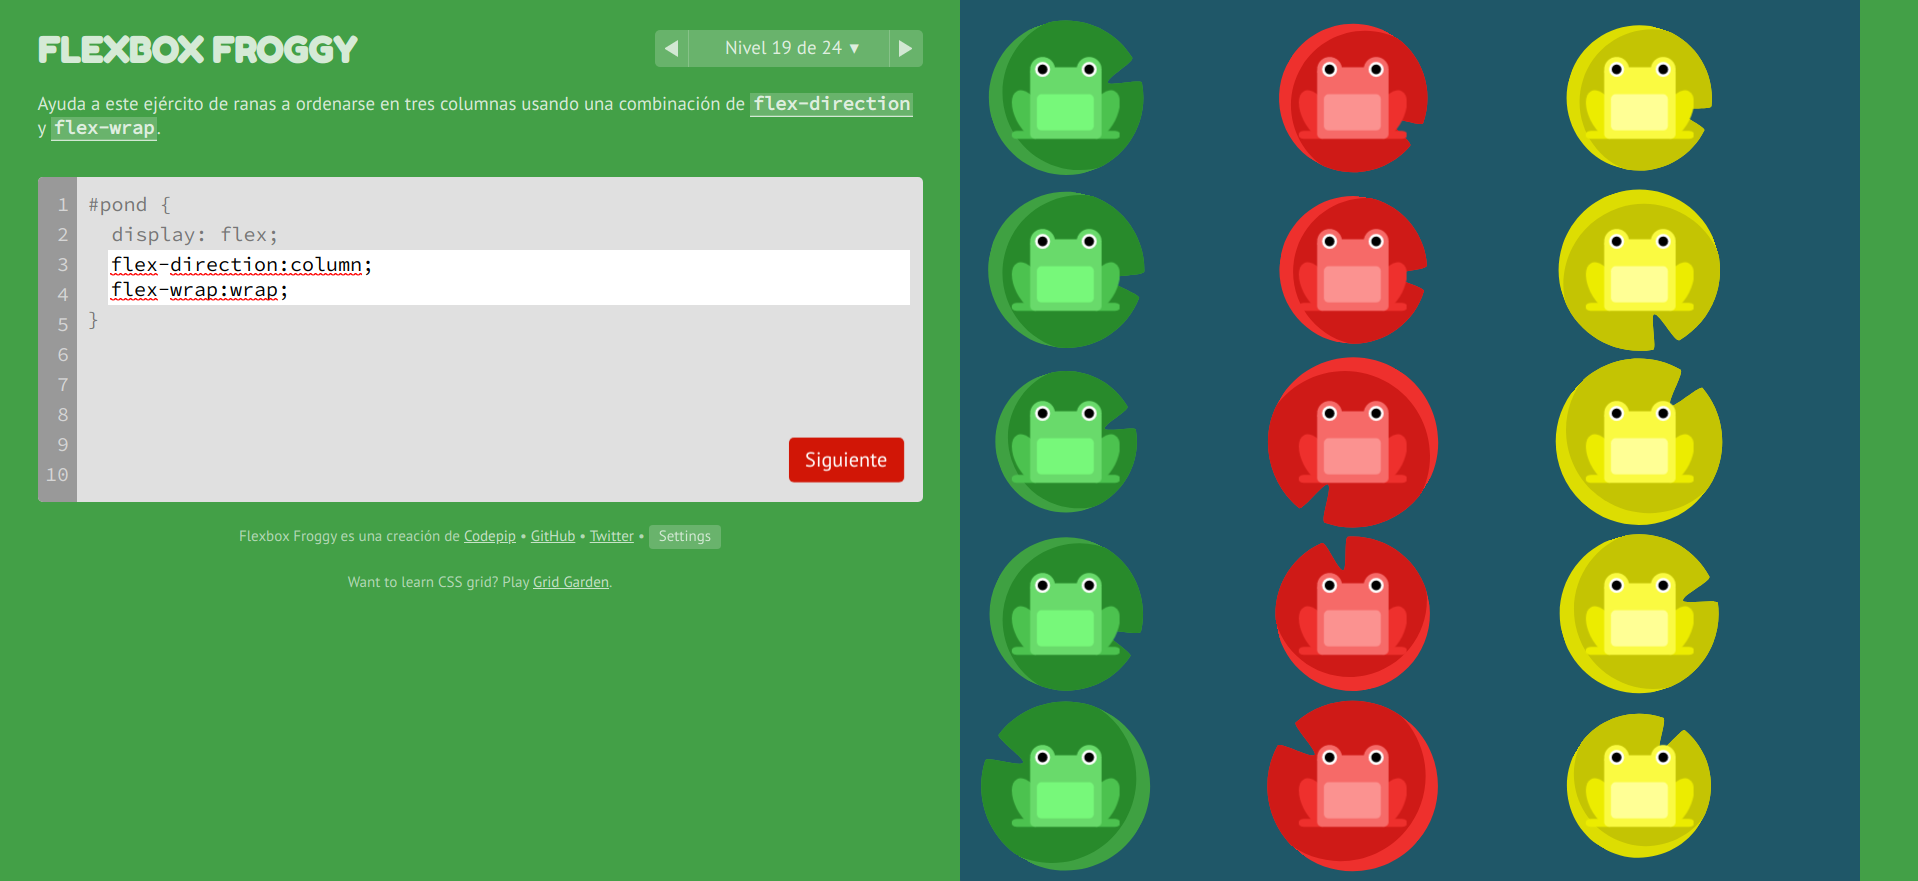 FLEXBOX FROGGY
Nivel 19 de 24 ▼
Ayuda a este ejército de ranas a ordenarse en tres columnas usando una combinación de flex-direction
y flex-wrap.
1 #pond {
2 display: flex;
3 flex-direction:column;
4 flex-wrap:wrap;
5 }
6
7
8
9
10
Siguiente
Flexbox Froggy es una creación de Codepip • GitHub • Twitter • Settings
Want to learn CSS grid? Play Grid Garden.